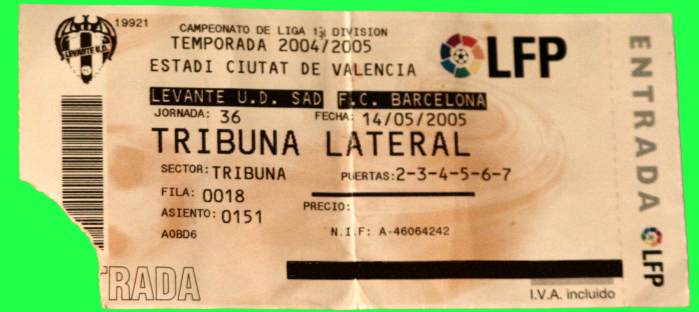 19921
CAMPEONATO DE LIGA 1ª DIVISION
TEMPORADA 2004/2005
ESTADI CIUTAT DE VALENCIA
LFP
LEVANTE U.D. SAD F.C. BARCELONA
JORNADA: 36 FECHA: 14/05/2005
TRIBUNA LATERAL
SECTOR: TRIBUNA PUERTAS: 2-3-4-5-6-7
FILA: 0018
ASIENTO: 0151 PRECIO:
A0BD6 N.I.F: A-46064242
TRADA
I.V.A. incluido
ENTRADA
LFP
LEVANTE U.D.